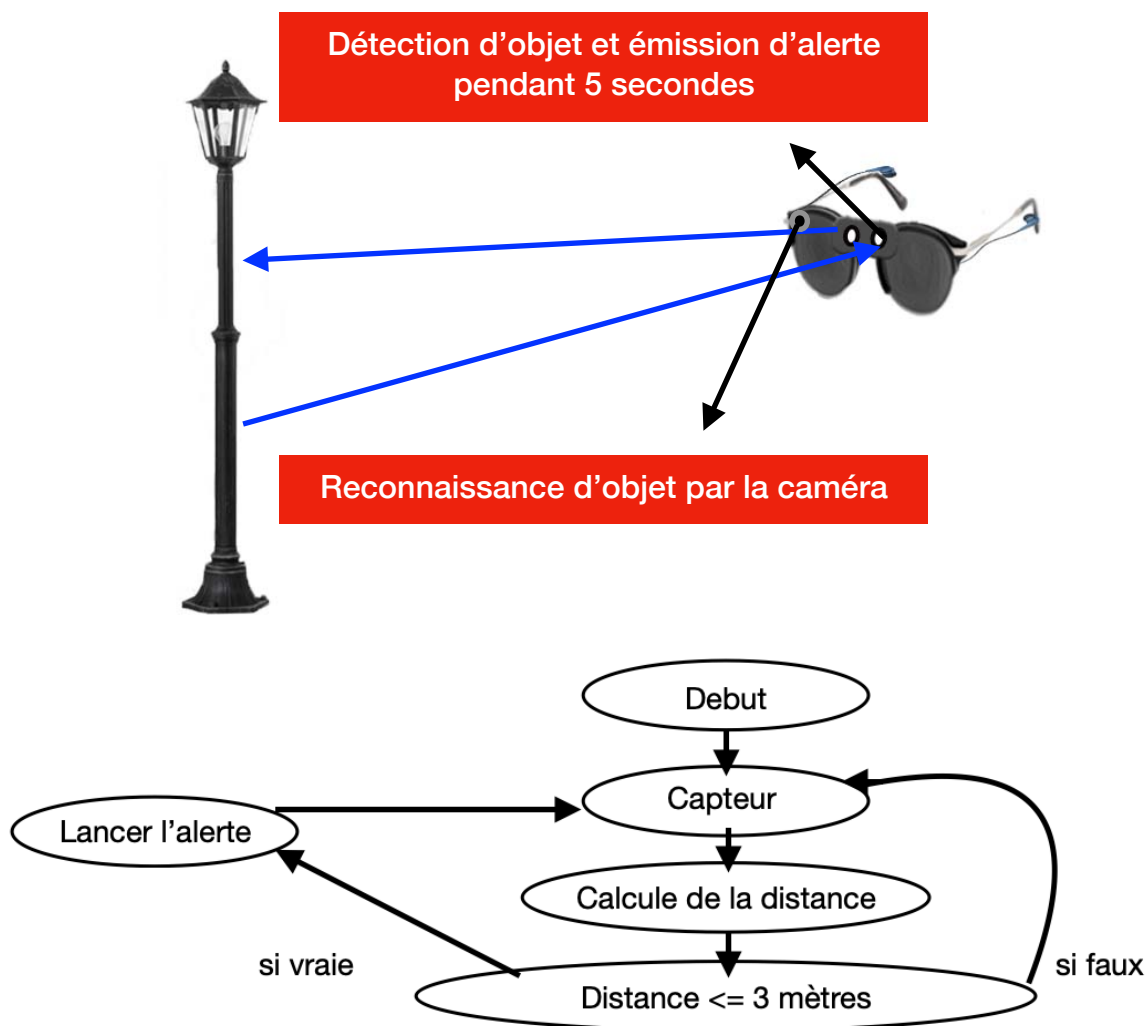 Détection d’objet et émission d’alerte
pendant 5 secondes
Reconnaissance d’objet par la caméra
Debut
Capteur
Lancer l’alerte
Calcule de la distance
si vraie
si faux
Distance <= 3 mètres